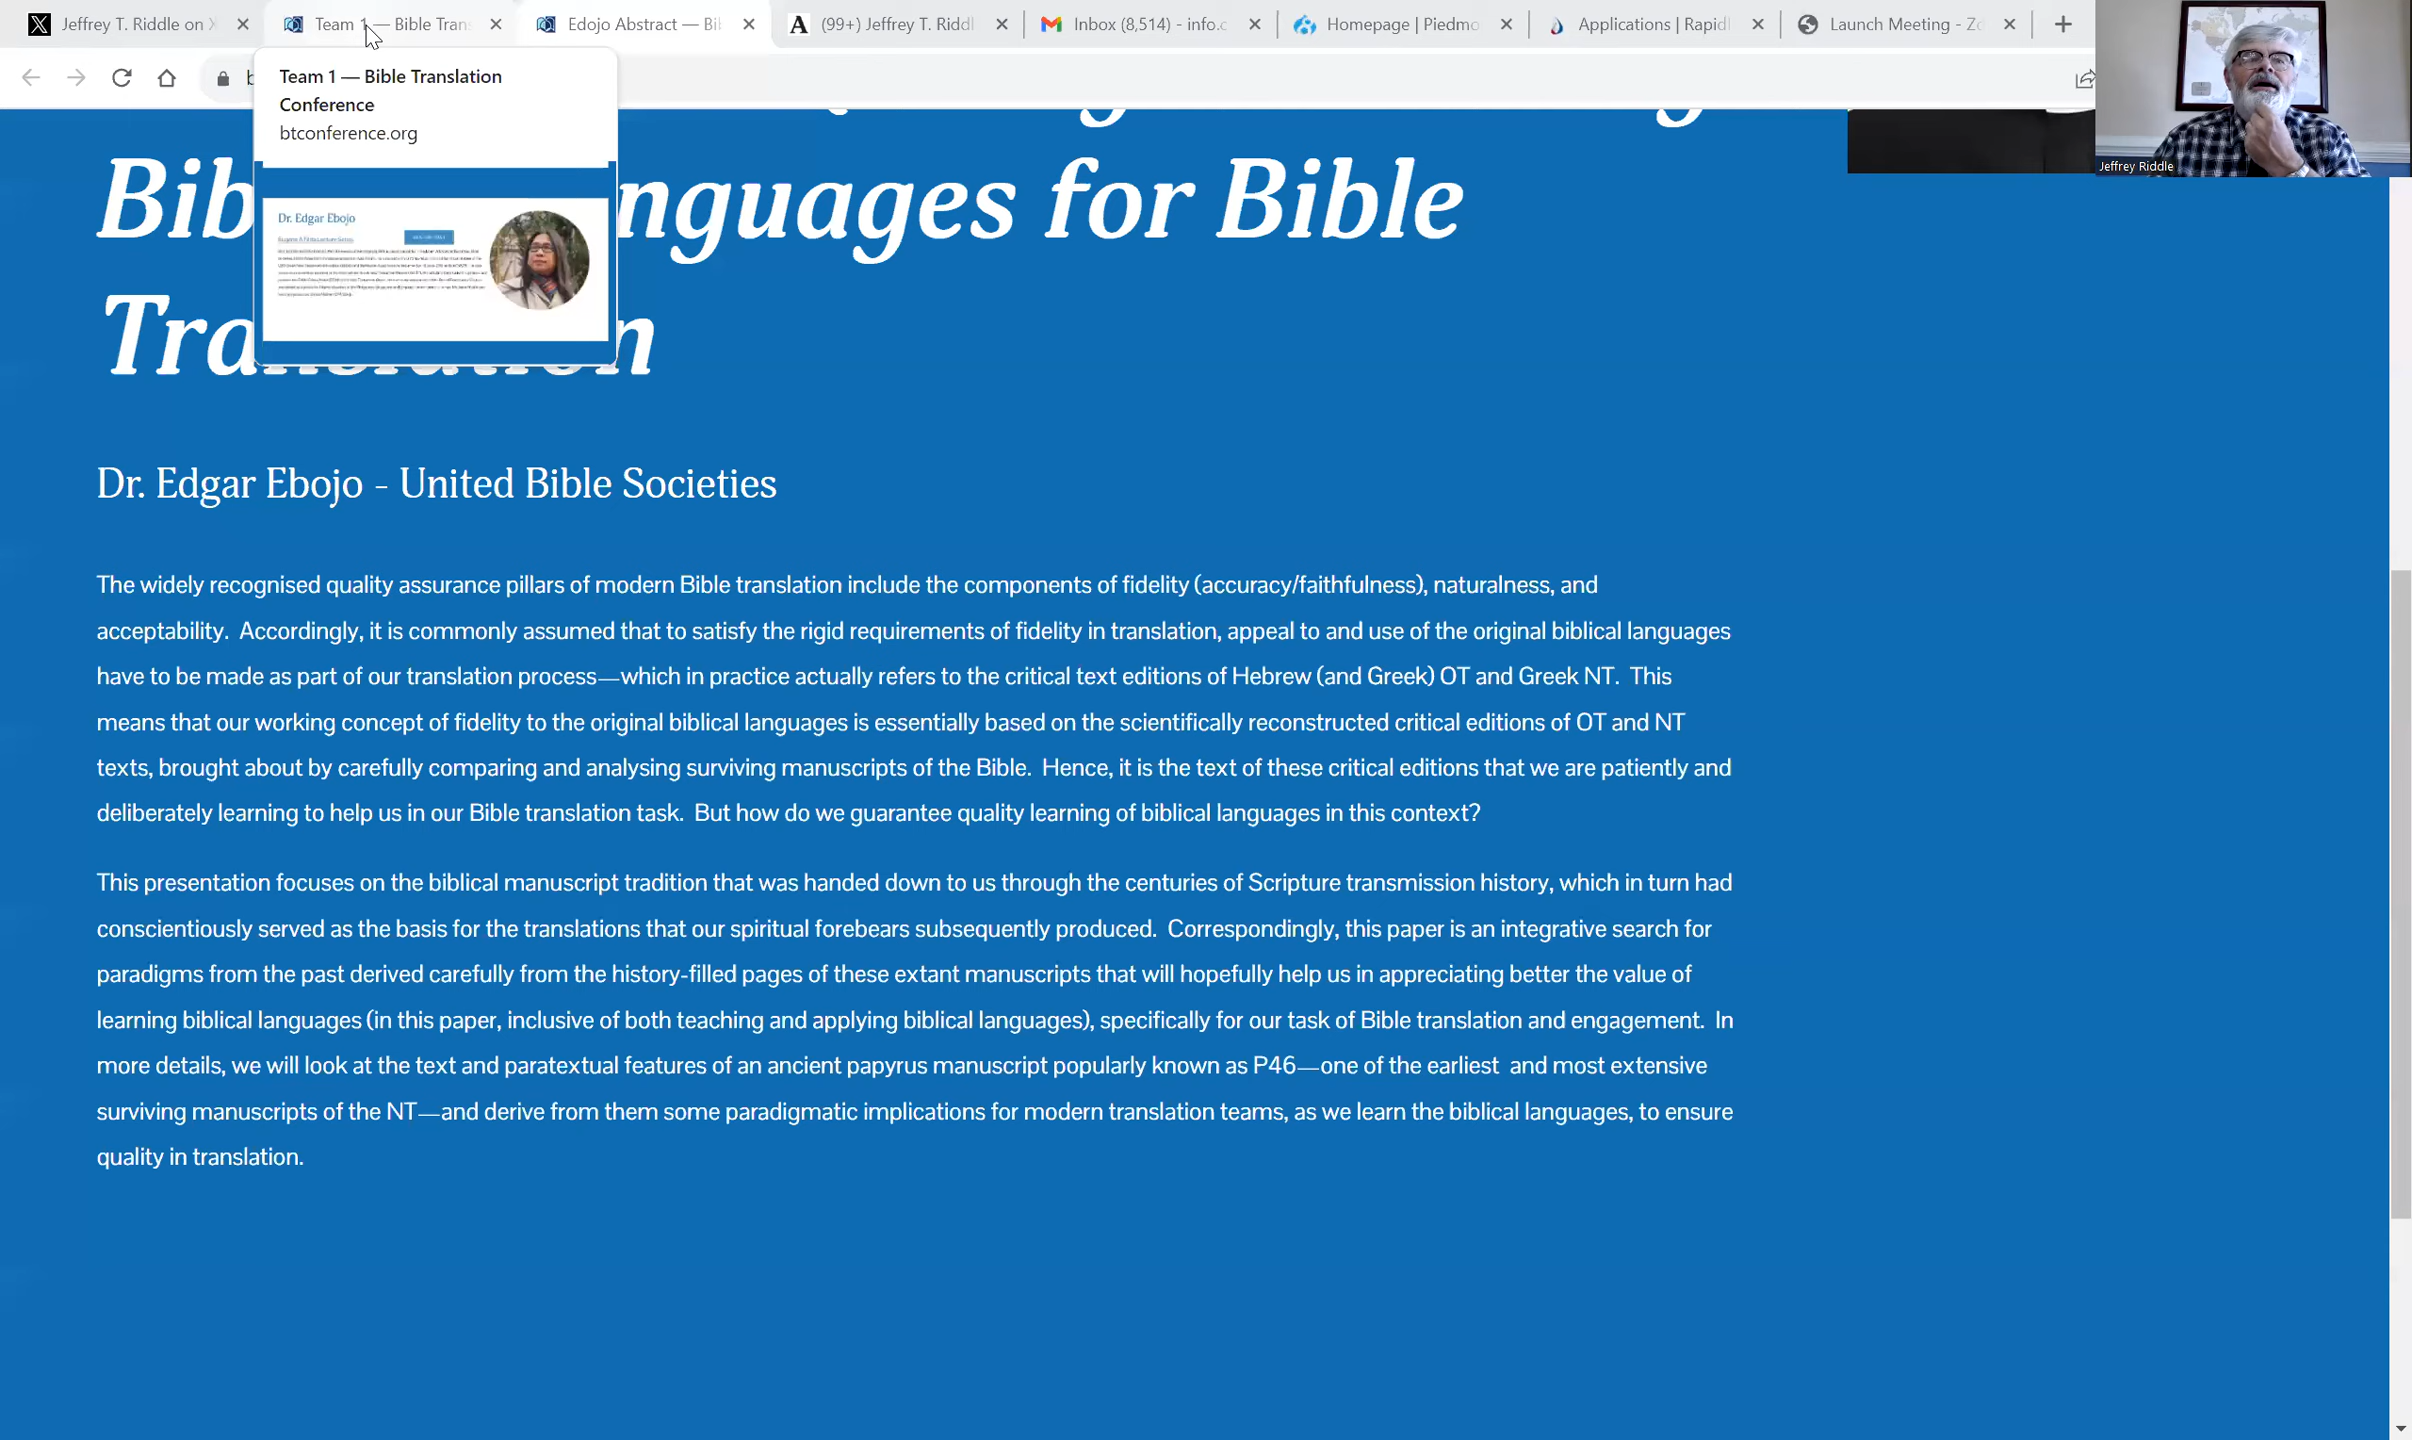 Jeffrey T. Riddle on X
Team 1 — Bible Trans
Edojo Abstract — Bi
(99+) Jeffrey T. Riddl
Inbox (8,514) - info.c
Homepage | Piedmo
Applications | Rapid
Launch Meeting - Zo
Team 1 — Bible Translation
Conference
btconference.org
Dr. Edgar Ebojo
Jeffrey Riddle
Bib nguages for Bible
Translation
Dr. Edgar Ebojo - United Bible Societies
The widely recognised quality assurance pillars of modern Bible translation include the components of fidelity (accuracy/faithfulness), naturalness, and
acceptability. Accordingly, it is commonly assumed that to satisfy the rigid requirements of fidelity in translation, appeal to and use of the original biblical languages
have to be made as part of our translation process—which in practice actually refers to the critical text editions of Hebrew (and Greek) OT and Greek NT. This
means that our working concept of fidelity to the original biblical languages is essentially based on the scientifically reconstructed critical editions of OT and NT
texts, brought about by carefully comparing and analysing surviving manuscripts of the Bible. Hence, it is the text of these critical editions that we are patiently and
deliberately learning to help us in our Bible translation task. But how do we guarantee quality learning of biblical languages in this context?
This presentation focuses on the biblical manuscript tradition that was handed down to us through the centuries of Scripture transmission history, which in turn had
conscientiously served as the basis for the translations that our spiritual forebears subsequently produced. Correspondingly, this paper is an integrative search for
paradigms from the past derived carefully from the history-filled pages of these extant manuscripts that will hopefully help us in appreciating better the value of
learning biblical languages (in this paper, inclusive of both teaching and applying biblical languages), specifically for our task of Bible translation and engagement. In
more details, we will look at the text and paratextual features of an ancient papyrus manuscript popularly known as P46—one of the earliest and most extensive
surviving manuscripts of the NT—and derive from them some paradigmatic implications for modern translation teams, as we learn the biblical languages, to ensure
quality in translation.